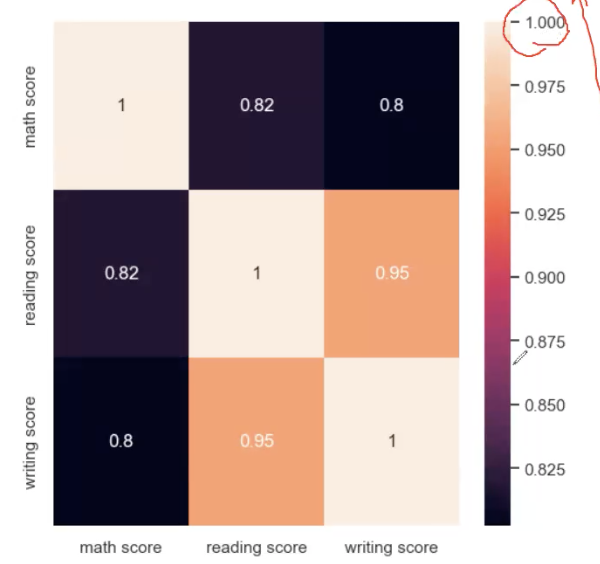 math score
1
0.82
0.8
reading score
0.82
1
0.95
writing score
0.8
0.95
1
math score
reading score
writing score
1.000
0.975
0.950
0.925
0.900
0.875
0.850
0.825